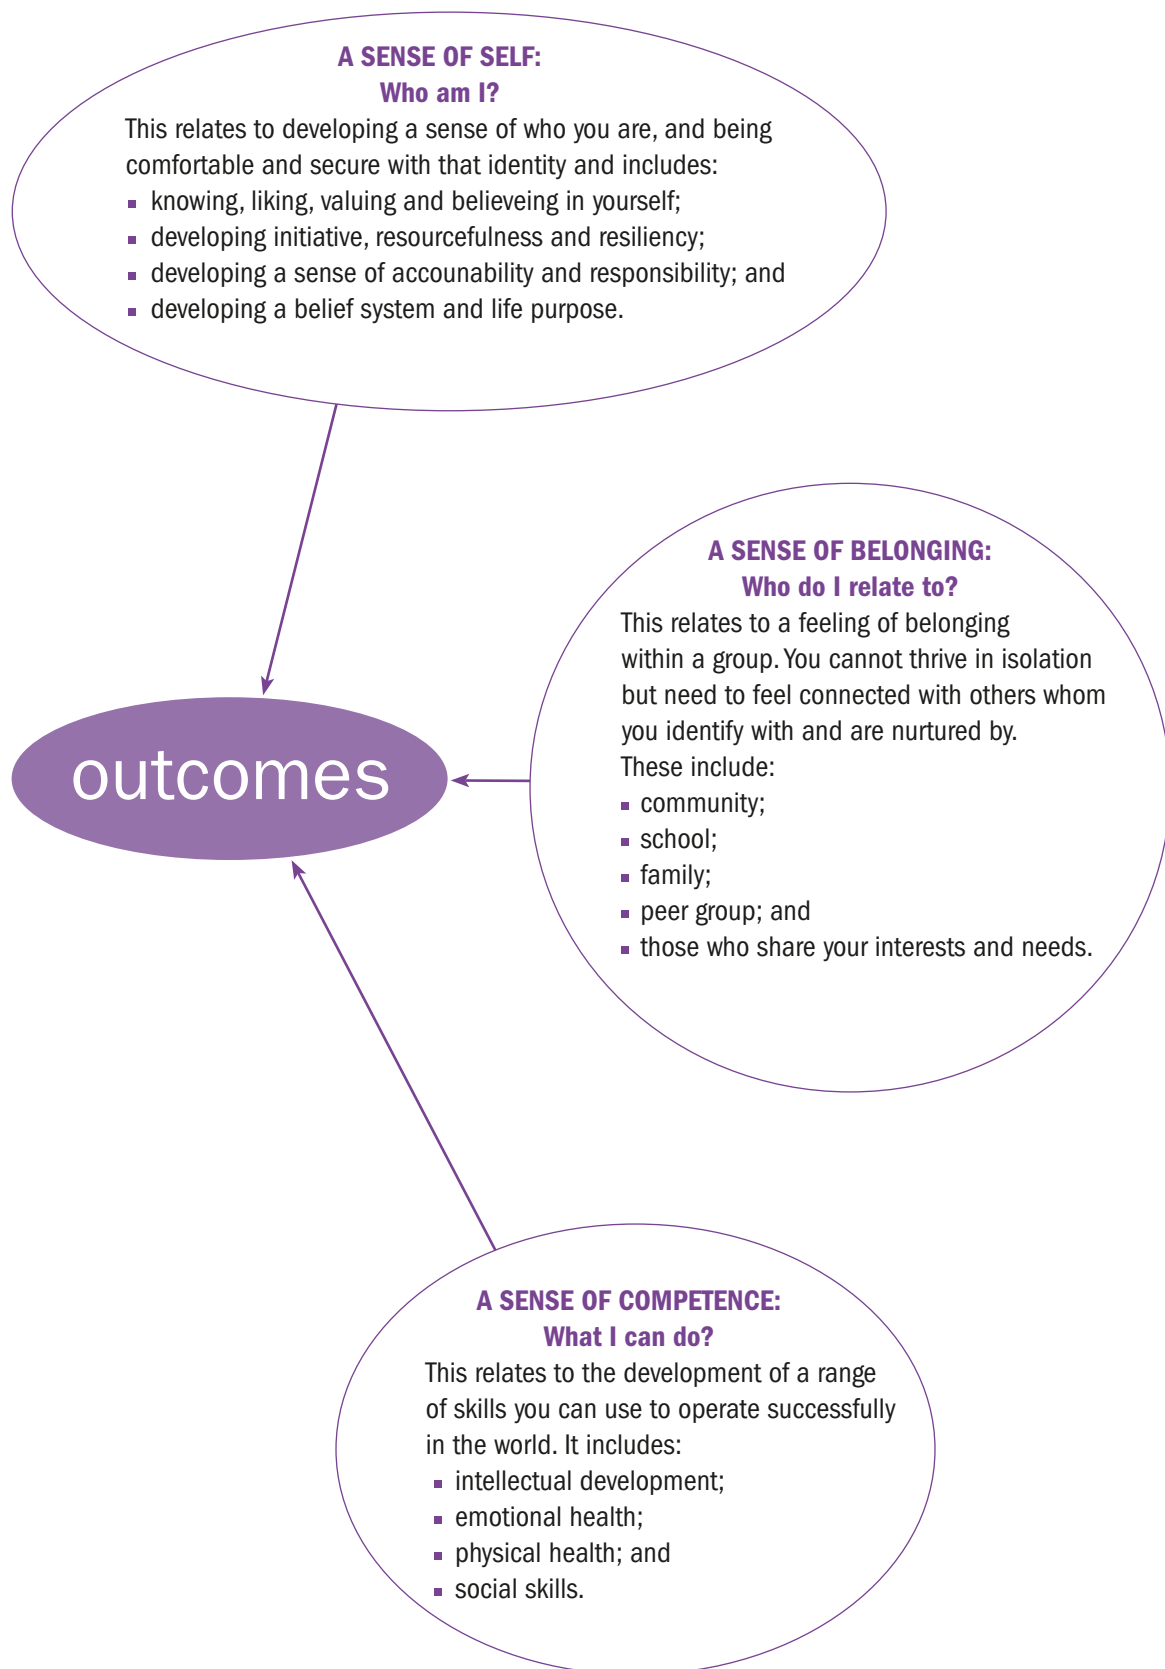 A SENSE OF SELF:
Who am I?
This relates to developing a sense of who you are, and being
comfortable and secure with that identity and includes:
▪ knowing, liking, valuing and believeing in yourself;
▪ developing initiative, resourcefulness and resiliency;
▪ developing a sense of accounability and responsibility; and
▪ developing a belief system and life purpose.
A SENSE OF BELONGING:
Who do I relate to?
This relates to a feeling of belonging
within a group. You cannot thrive in isolation
but need to feel connected with others whom
you identify with and are nurtured by.
These include:
▪ community;
▪ school;
▪ family;
▪ peer group; and
▪ those who share your interests and needs.
outcomes
A SENSE OF COMPETENCE:
What I can do?
This relates to the development of a range
of skills you can use to operate successfully
in the world. It includes:
▪ intellectual development;
▪ emotional health;
▪ physical health; and
▪ social skills.